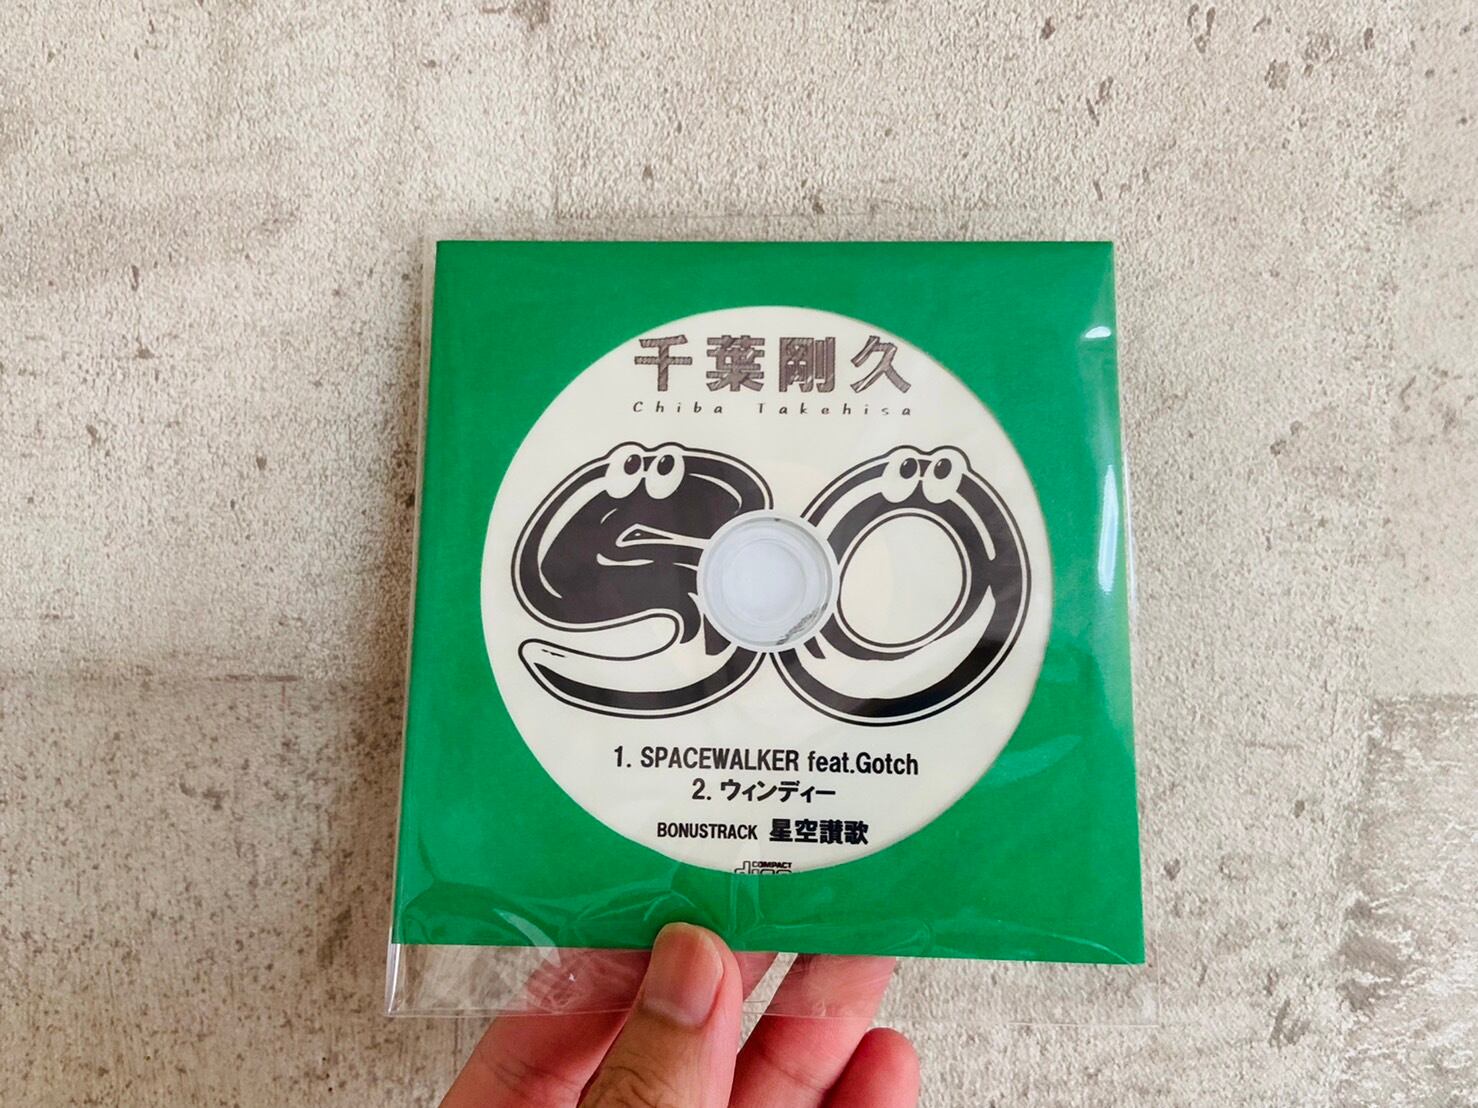 千葉剛久
Chiba Takehisa
SO
1. SPACEWALKER feat.Gotch
2. ウィンディー
BONUSTRACK 星空讃歌
COMPACT
disc